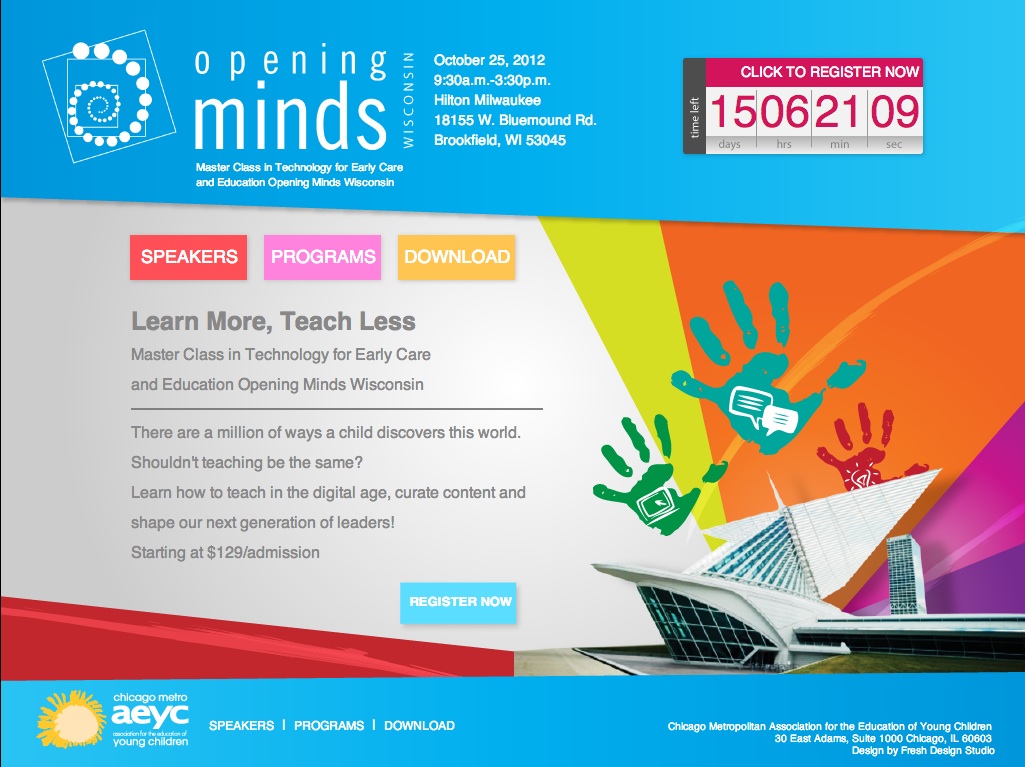 opening
minds
WISCONSIN
Master Class in Technology for Early Care
and Education Opening Minds Wisconsin
October 25, 2012
9:30a.m.-3:30p.m.
Hilton Milwaukee
18155 W. Bluemound Rd.
Brookfield, WI 53045
CLICK TO REGISTER NOW
time left
15 06 21 09
days hrs min sec
SPEAKERS PROGRAMS DOWNLOAD
Learn More, Teach Less
Master Class in Technology for Early Care
and Education Opening Minds Wisconsin
There are a million of ways a child discovers this world.
Shouldn't teaching be the same?
Learn how to teach in the digital age, curate content and
shape our next generation of leaders!
Starting at $129/admission
REGISTER NOW
chicago metro
aeyc
association for the education of
young children
SPEAKERS | PROGRAMS | DOWNLOAD
Chicago Metropolitan Association for the Education of Young Children
30 East Adams, Suite 1000 Chicago, IL 60603
Design by Fresh Design Studio